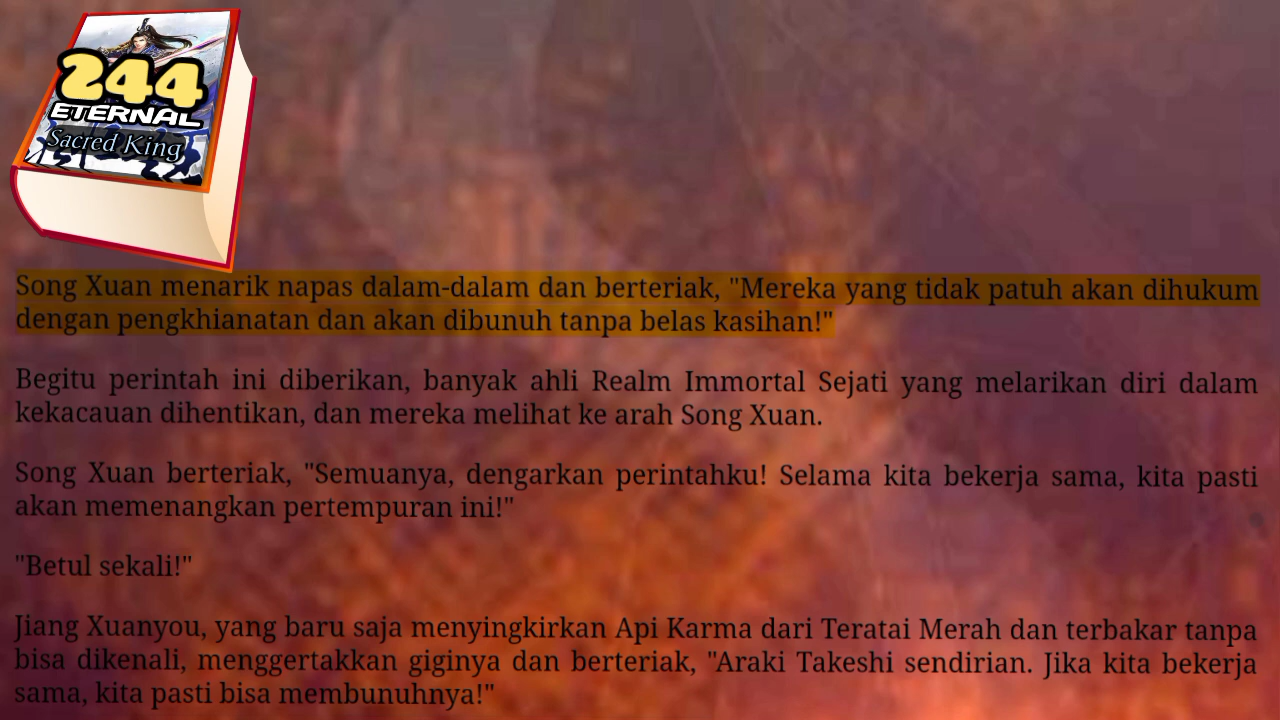 244
ETERNAL
Sacred King
Song Xuan menarik napas dalam-dalam dan berteriak, "Mereka yang tidak patuh akan dihukum
dengan pengkhianatan dan akan dibunuh tanpa belas kasihan!"
Begitu perintah ini diberikan, banyak ahli Realm Immortal Sejati yang melarikan diri dalam
kekacauan dihentikan, dan mereka melihat ke arah Song Xuan.
Song Xuan berteriak, "Semuanya, dengarkan perintahku! Selama kita bekerja sama, kita pasti
akan memenangkan pertempuran ini!"
"Betul sekali!"
Jiang Xuanyou, yang baru saja menyingkirkan Api Karma dari Teratai Merah dan terbakar tanpa
bisa dikenali, menggertakkan giginya dan berteriak, "Araki Takeshi sendirian. Jika kita bekerja
sama, kita pasti bisa membunuhnya!"